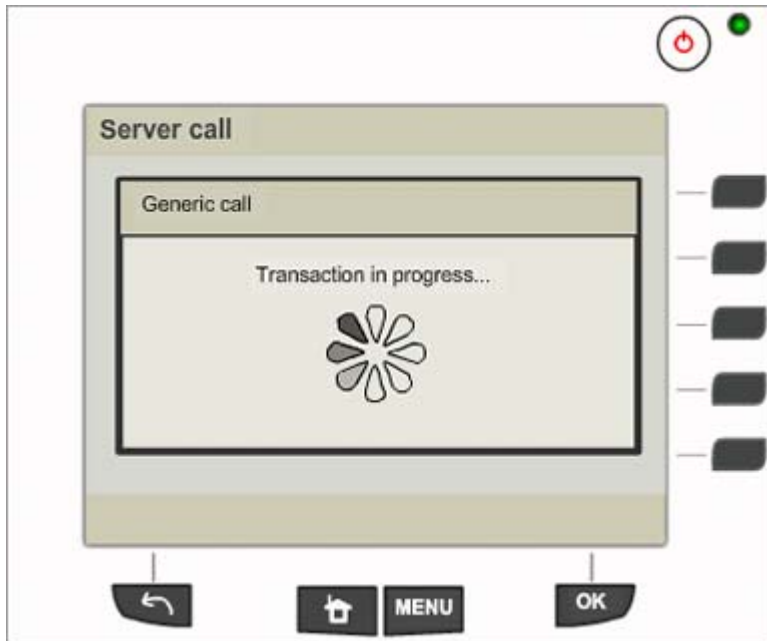 Server call
Generic call
Transaction in progress...
MENU
OK